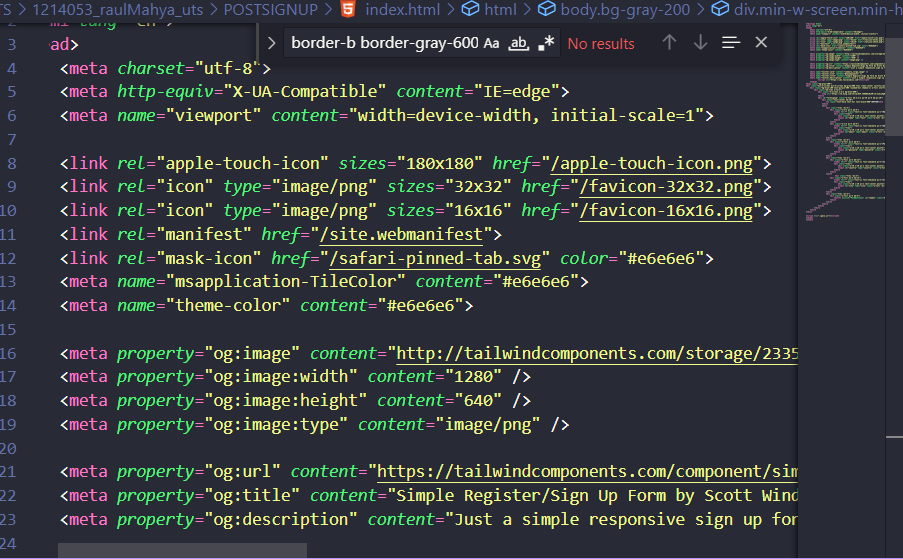 TS > 1214053_raulMahya_uts > POSTSIGNUP > index.html > html > body.bg-gray-200 > div.min-w-screen.min-h
border-b border-gray-600 Aa ab .* No results
3 ad>
4 <meta charset="utf-8">
5 <meta http-equiv="X-UA-Compatible" content="IE=edge">
6 <meta name="viewport" content="width=device-width, initial-scale=1">
7
8 <link rel="apple-touch-icon" sizes="180x180" href="/apple-touch-icon.png">
9 <link rel="icon" type="image/png" sizes="32x32" href="/favicon-32x32.png">
10 <link rel="icon" type="image/png" sizes="16x16" href="/favicon-16x16.png">
11 <link rel="manifest" href="/site.webmanifest">
12 <link rel="mask-icon" href="/safari-pinned-tab.svg" color="#e6e6e6">
13 <meta name="msapplication-TileColor" content="#e6e6e6">
14 <meta name="theme-color" content="#e6e6e6">
15
16 <meta property="og:image" content="http://tailwindcomponents.com/storage/2335
17 <meta property="og:image:width" content="1280" />
18 <meta property="og:image:height" content="640" />
19 <meta property="og:image:type" content="image/png" />
20
21 <meta property="og:url" content="https://tailwindcomponents.com/component/sim
22 <meta property="og:title" content="Simple Register/Sign Up Form by Scott Wind
23 <meta property="og:description" content="Just a simple responsive sign up for
24